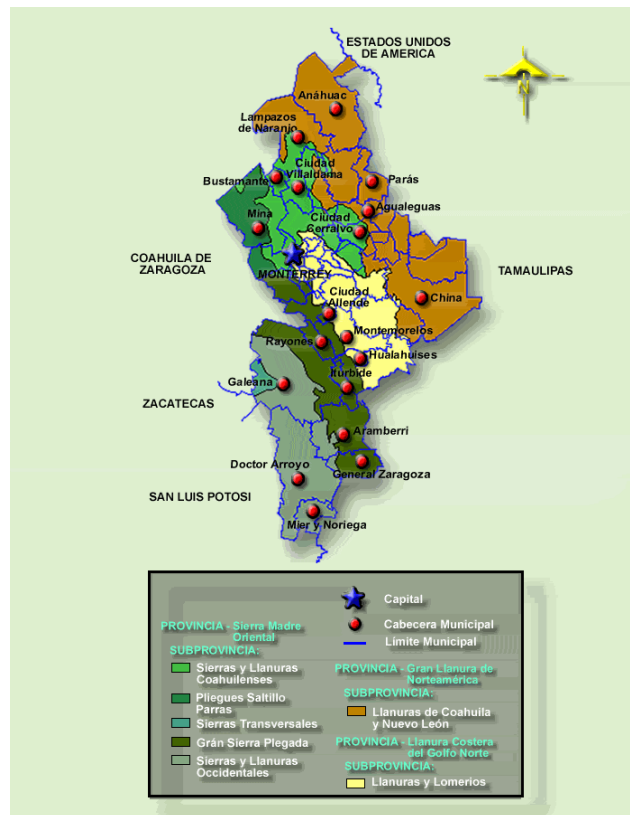 ESTADOS UNIDOS
DE AMERICA
N
Anáhuac
Lampazos
de Naranjo
Ciudad
Villaldama
Bustamante
Parás
Agualeguas
Mina
Ciudad
Cerralvo
COAHUILA DE
ZARAGOZA
MONTERREY
TAMAULIPAS
Ciudad
Allende
China
Montemorelos
Rayones
Hualahuises
Iturbide
Galeana
ZACATECAS
Aramberri
Doctor Arroyo
General Zaragoza
SAN LUIS POTOSI
Mier y Noriega
Capital
Cabecera Municipal
Límite Municipal
PROVINCIA - Sierra Madre
Oriental
SUBPROVINCIA:
Sierras y Llanuras
Coahuilenses
Pliegues Saltillo
Parras
Sierras Transversales
Grán Sierra Plegada
Sierras y Llanuras
Occidentales
PROVINCIA - Gran Llanura de
Norteamérica
SUBPROVINCIA:
Llanuras de Coahuila
y Nuevo León
PROVINCIA - Llanura Costera
del Golfo Norte
SUBPROVINCIA:
Llanuras y Lomerios